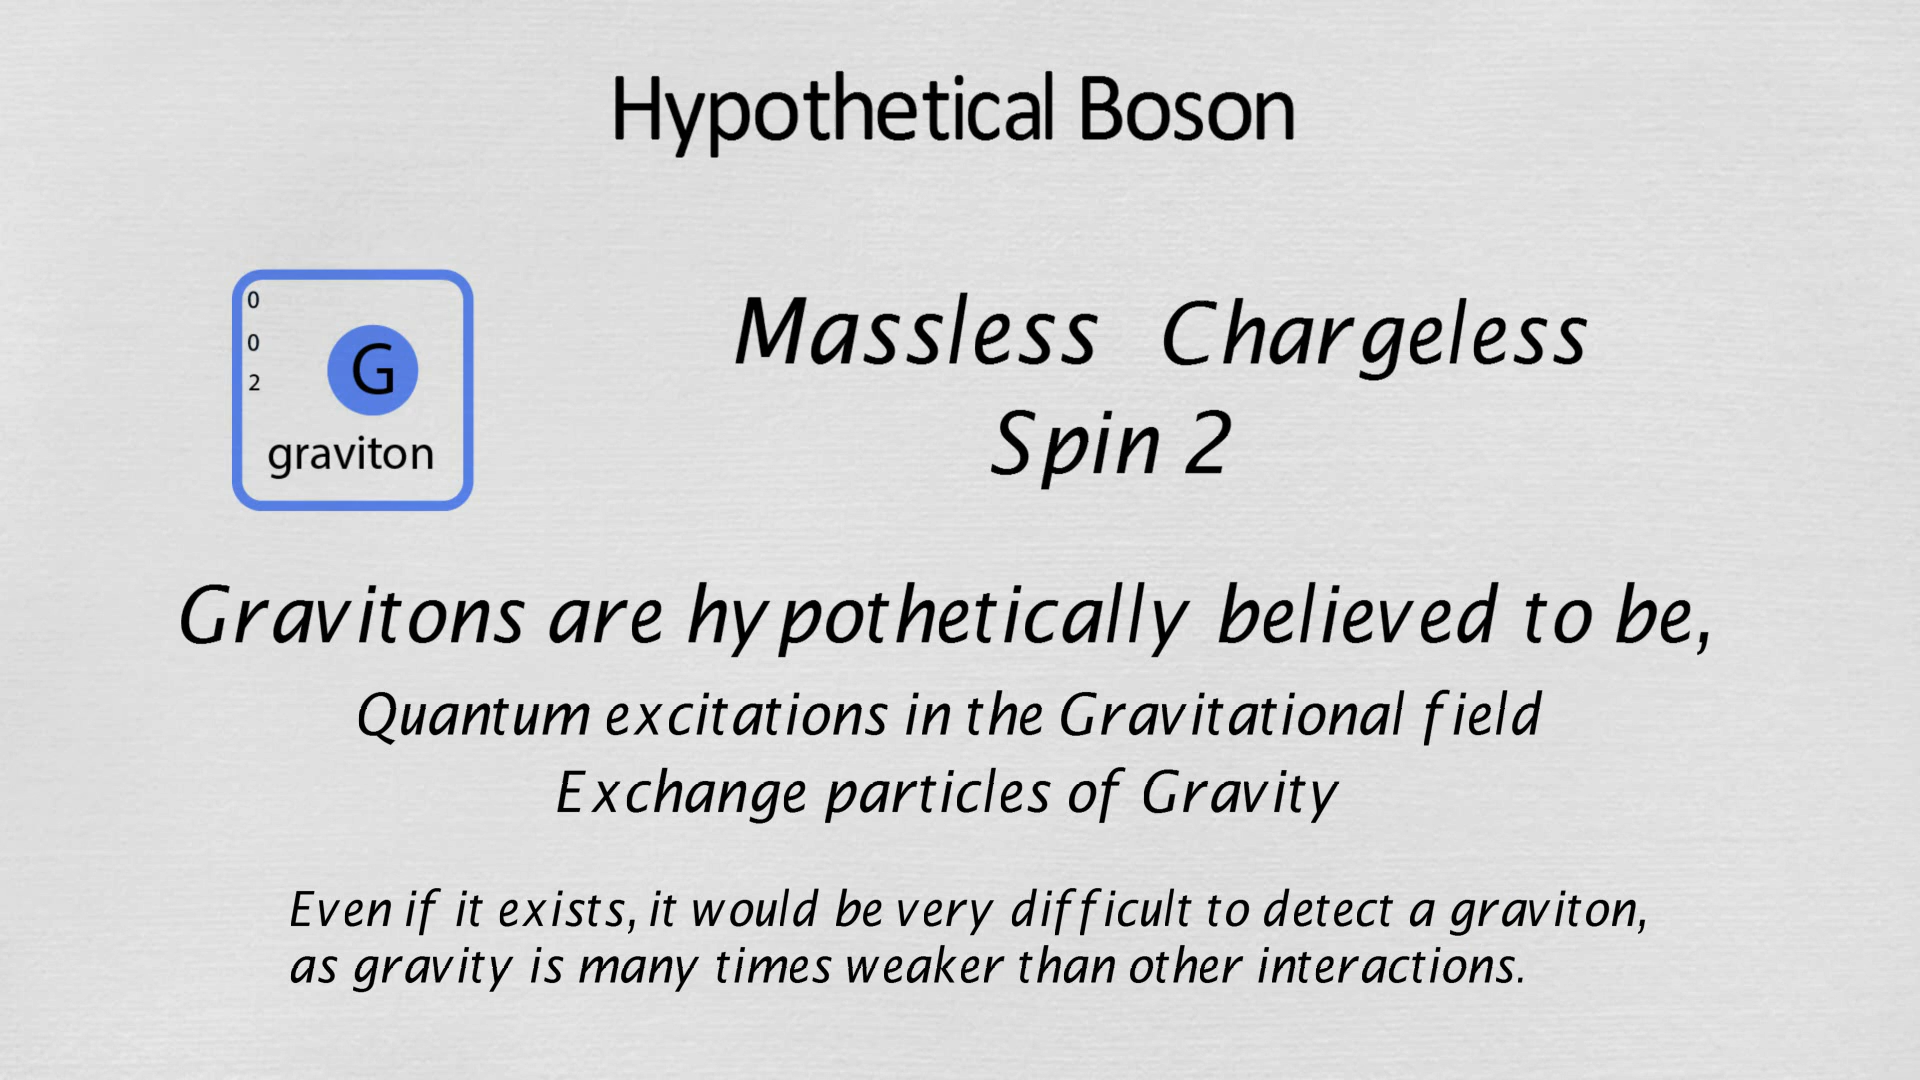 Hypothetical Boson
0
0
2
G
graviton
Massless Chargeless
Spin 2
Gravitons are hypothetically believed to be,
Quantum excitations in the Gravitational field
Exchange particles of Gravity
Even if it exists, it would be very difficult to detect a graviton,
as gravity is many times weaker than other interactions.